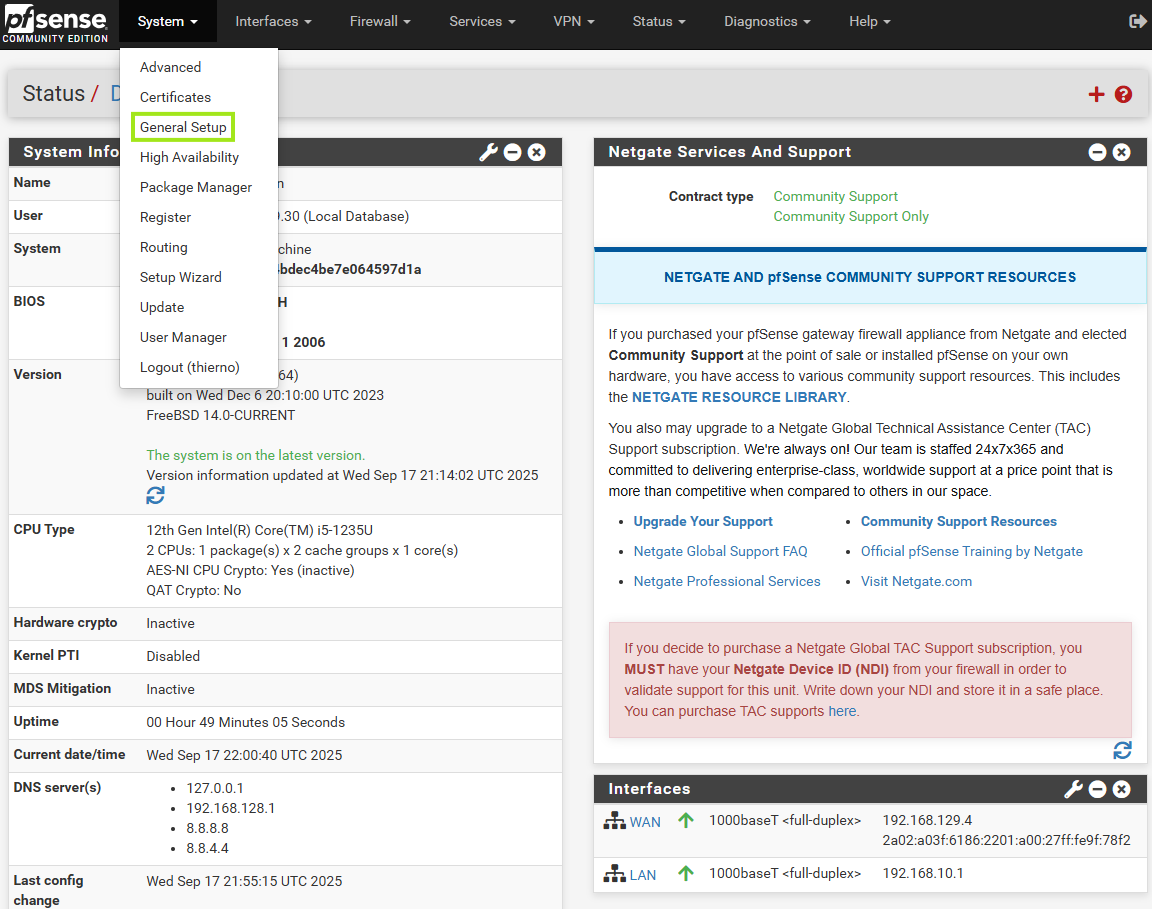 pfsense
COMMUNITY EDITION
System
Interfaces
Firewall
Services
VPN
Status
Diagnostics
Help
Advanced
Certificates
General Setup
High Availability
Package Manager
Register
Routing
Setup Wizard
Update
User Manager
Logout (thierno)
Status /
System Info
Name
User
.30 (Local Database)
System
chine
bdec4be7e064597d1a
BIOS
H
1 2006
Version
64)
built on Wed Dec 6 20:10:00 UTC 2023
FreeBSD 14.0-CURRENT
The system is on the latest version.
Version information updated at Wed Sep 17 21:14:02 UTC 2025
CPU Type
12th Gen Intel(R) Core(TM) i5-1235U
2 CPUs: 1 package(s) x 2 cache groups x 1 core(s)
AES-NI CPU Crypto: Yes (inactive)
QAT Crypto: No
Hardware crypto
Inactive
Kernel PTI
Disabled
MDS Mitigation
Inactive
Uptime
00 Hour 49 Minutes 05 Seconds
Current date/time
Wed Sep 17 22:00:40 UTC 2025
DNS server(s)
127.0.0.1
192.168.128.1
8.8.8.8
8.8.4.4
Last config
change
Wed Sep 17 21:55:15 UTC 2025
Netgate Services And Support
Contract type
Community Support
Community Support Only
NETGATE AND pfSense COMMUNITY SUPPORT RESOURCES
If you purchased your pfSense gateway firewall appliance from Netgate and elected
Community Support at the point of sale or installed pfSense on your own
hardware, you have access to various community support resources. This includes
the NETGATE RESOURCE LIBRARY.
You also may upgrade to a Netgate Global Technical Assistance Center (TAC)
Support subscription. We're always on! Our team is staffed 24x7x365 and
committed to delivering enterprise-class, worldwide support at a price point that is
more than competitive when compared to others in our space.
Upgrade Your Support
Community Support Resources
Netgate Global Support FAQ
Official pfSense Training by Netgate
Netgate Professional Services
Visit Netgate.com
If you decide to purchase a Netgate Global TAC Support subscription, you
MUST have your Netgate Device ID (NDI) from your firewall in order to
validate support for this unit. Write down your NDI and store it in a safe place.
You can purchase TAC supports here.
Interfaces
WAN
1000baseT <full-duplex>
192.168.129.4
2a02:a03f:6186:2201:a00:27ff:fe9f:78f2
LAN
1000baseT <full-duplex>
192.168.10.1